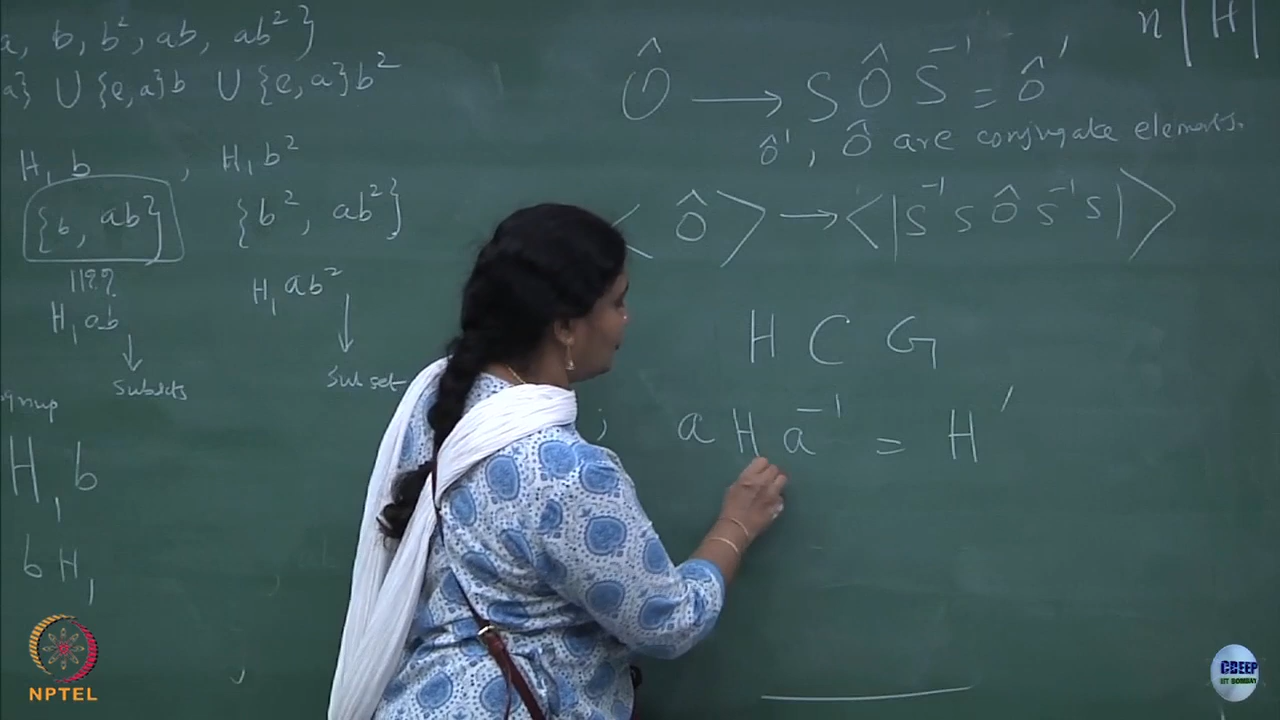 a, b, b², ab, ab²}
a} ∪ {e,a}b ∪ {e,a}b²
H₁b , H₁b²
{b, ab} {b², ab²}
H₁ab H₁ab²
Subsets Subset
H₁b
bH₁
n | |H|
Ô → S Ô S⁻¹ = Ô′
Ô′, Ô are conjugate elements.
< Ô > → <| S⁻¹ S Ô S⁻¹ S |>
H ⊂ G
; a H a⁻¹ = H′
NPTEL
CDEEP
IIT BOMBAY